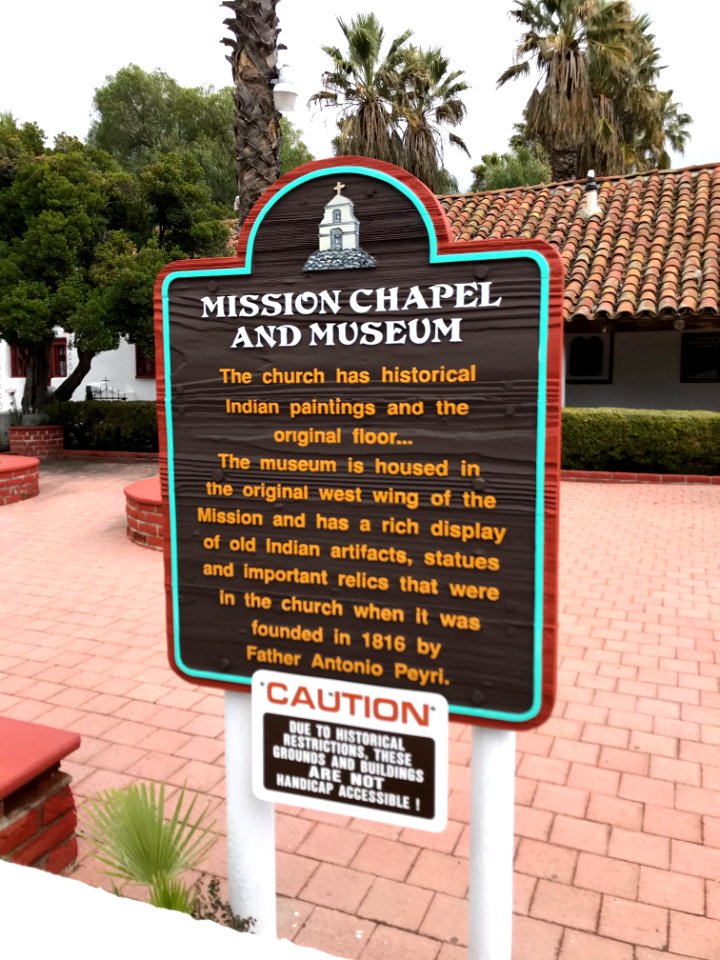 MISSION CHAPEL
AND MUSEUM
The church has historical
Indian paintings and the
original floor...
The museum is housed in
the original west wing of the
Mission and has a rich display
of old Indian artifacts, statues
and important relics that were
in the church when it was
founded in 1816 by
Father Antonio Peyri.
CAUTION
DUE TO HISTORICAL
RESTRICTIONS, THESE
GROUNDS AND BUILDINGS
ARE NOT
HANDICAP ACCESSIBLE !